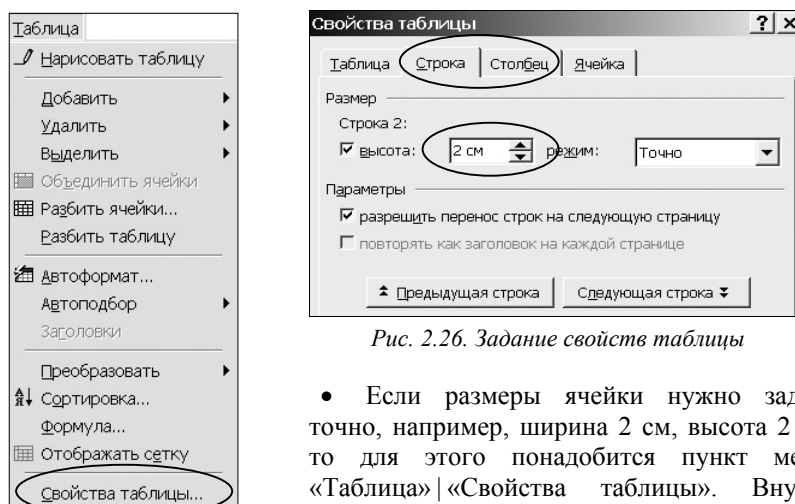 Таблица
Нарисовать таблицу
Добавить
Удалить
Выделить
Объединить ячейки
Разбить ячейки...
Разбить таблицу
Автоформат...
Автоподбор
Заголовки
Преобразовать
Сортировка...
Формула...
Отображать сетку
Свойства таблицы...
Свойства таблицы
Таблица Строка Столбец Ячейка
Размер
Строка 2:
высота: 2 см режим: Точно
Параметры
разрешить перенос строк на следующую страницу
повторять как заголовок на каждой странице
Предыдущая строка Следующая строка
Рис. 2.26. Задание свойств таблицы
• Если размеры ячейки нужно зад
точно, например, ширина 2 см, высота 2
то для этого понадобится пункт ме
«Таблица» | «Свойства таблицы». Вну